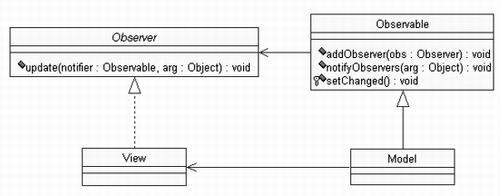 Observer
update(notifier : Observable, arg : Object) : void
Observable
addObserver(obs : Observer) : void
notifyObservers(arg : Object) : void
setChanged() : void
View
Model